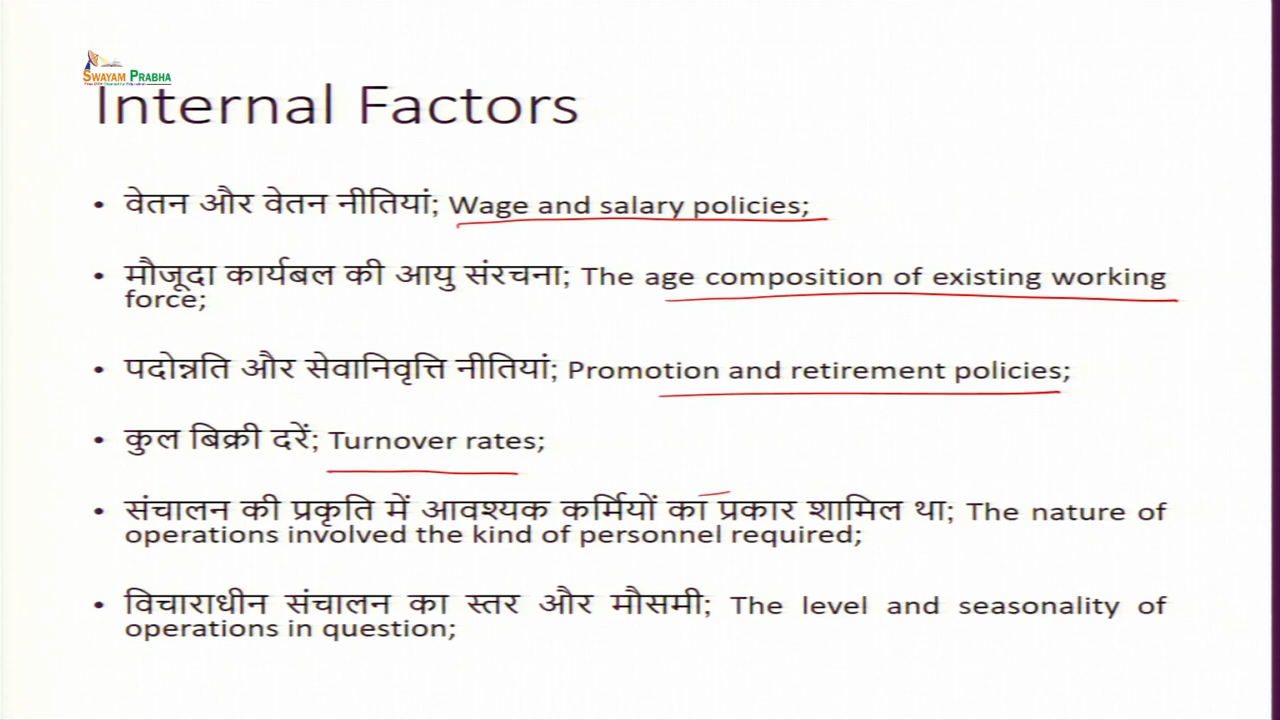 SWAYAM PRABHA
Internal Factors
• वेतन और वेतन नीतियां; Wage and salary policies;
• मौजूदा कार्यबल की आयु संरचना; The age composition of existing working
force;
• पदोन्नति और सेवानिवृत्ति नीतियां; Promotion and retirement policies;
• कुल बिक्री दरें; Turnover rates;
• संचालन की प्रकृति में आवश्यक कर्मियों का प्रकार शामिल था; The nature of
operations involved the kind of personnel required;
• विचाराधीन संचालन का स्तर और मौसमी; The level and seasonality of
operations in question;